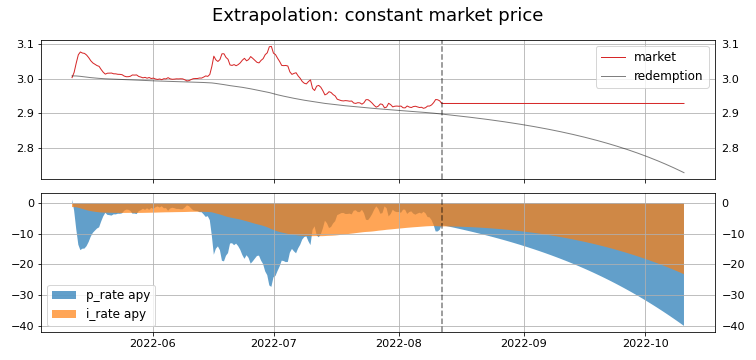 Extrapolation: constant market price
3.1 3.1
market
redemption
3.0 3.0
2.9 2.9
2.8 2.8
0 0
−10 −10
−20 −20
−30 −30
p_rate apy
i_rate apy
−40 −40
2022-06 2022-07 2022-08 2022-09 2022-10